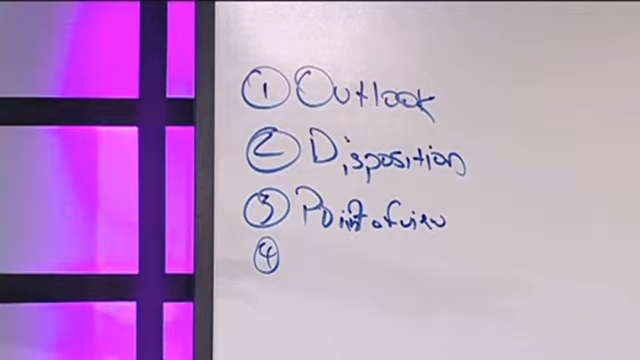 ① Outlook
② Disposition
③ Point of view
④